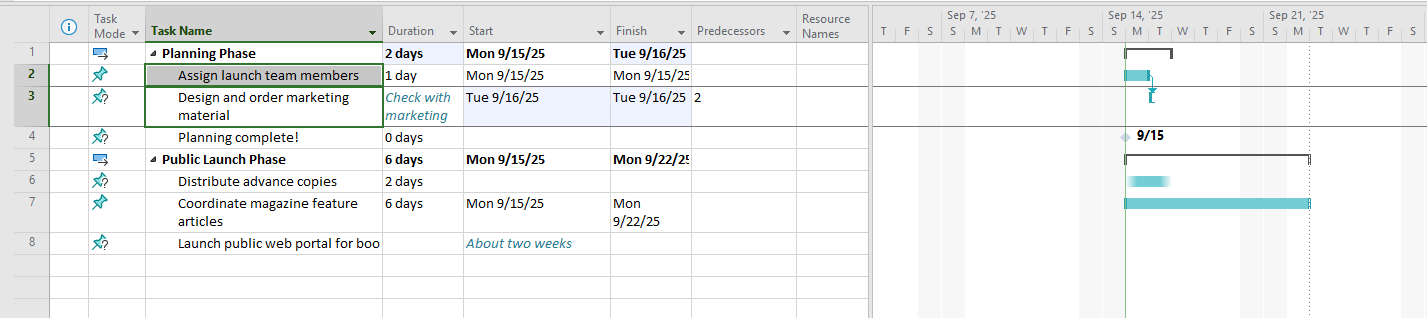 Task Mode Task Name Duration Start Finish Predecessors Resource Names
1 Planning Phase 2 days Mon 9/15/25 Tue 9/16/25
2 Assign launch team members 1 day Mon 9/15/25 Mon 9/15/25
3 Design and order marketing material Check with marketing Tue 9/16/25 Tue 9/16/25 2
4 Planning complete! 0 days
5 Public Launch Phase 6 days Mon 9/15/25 Mon 9/22/25
6 Distribute advance copies 2 days
7 Coordinate magazine feature articles 6 days Mon 9/15/25 Mon 9/22/25
8 Launch public web portal for boo About two weeks
Sep 7, '25 Sep 14, '25 Sep 21, '25
T F S S M T W T F S S M T W T F S S M T W T F S
9/15